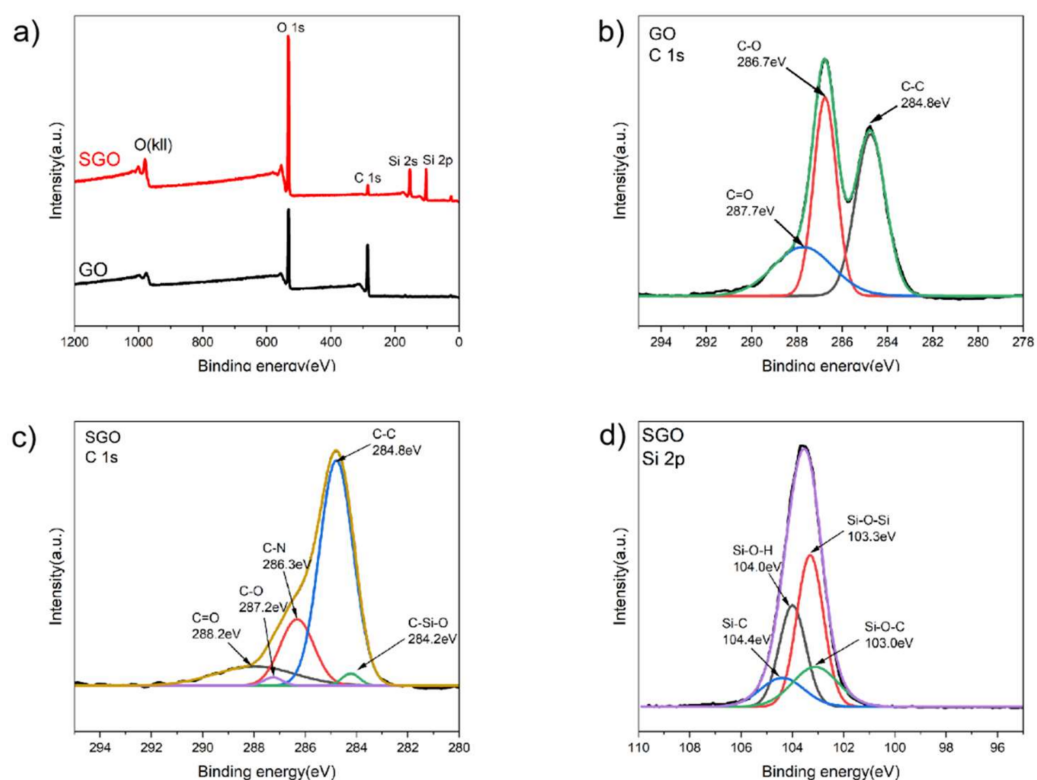 a)
O 1s
O(kll)
SGO
Si 2s
Si 2p
C 1s
GO
1200 1000 800 600 400 200 0
Binding energy(eV)
Intensity(a.u.)
b)
GO
C 1s
C-O
286.7eV
C-C
284.8eV
C=O
287.7eV
294 292 290 288 286 284 282 280 278
Binding energy(eV)
Intensity(a.u.)
c)
SGO
C 1s
C-C
284.8eV
C-N
286.3eV
C-O
287.2eV
C=O
288.2eV
C-Si-O
284.2eV
294 292 290 288 286 284 282 280
Binding energy(eV)
Intensity(a.u.)
d)
SGO
Si 2p
Si-O-Si
103.3eV
Si-O-H
104.0eV
Si-C
104.4eV
Si-O-C
103.0eV
110 108 106 104 102 100 98 96
Binding energy(eV)
Intensity(a.u.)